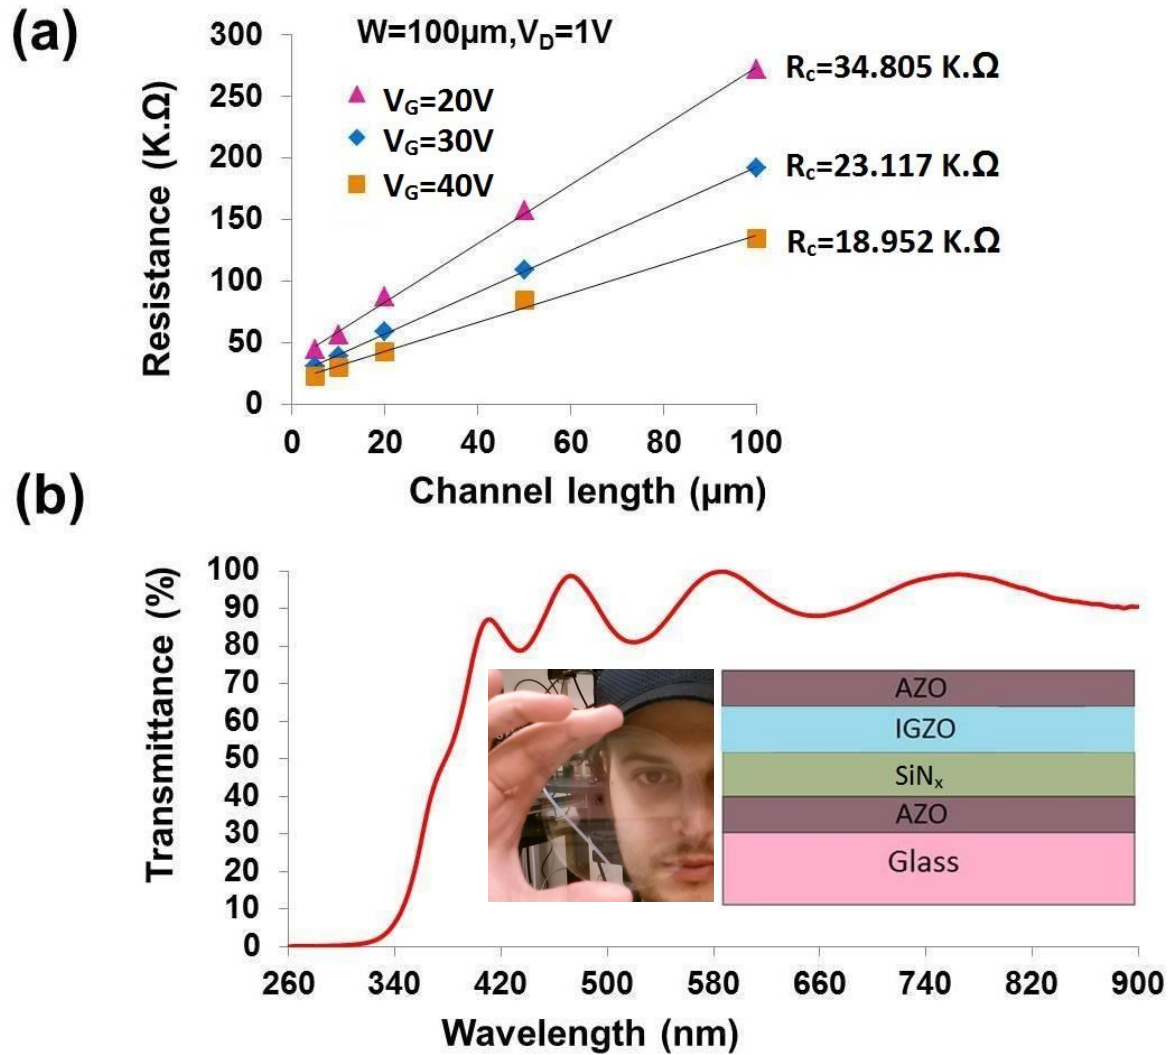 (a)
W=100µm,V_D=1V
V_G=20V
V_G=30V
V_G=40V
R_c=34.805 K.Ω
R_c=23.117 K.Ω
R_c=18.952 K.Ω
Resistance (K.Ω)
300
250
200
150
100
50
0
0 20 40 60 80 100
Channel length (µm)
(b)
Transmittance (%)
100
90
80
70
60
50
40
30
20
10
0
AZO
IGZO
SiN_x
AZO
Glass
260 340 420 500 580 660 740 820 900
Wavelength (nm)